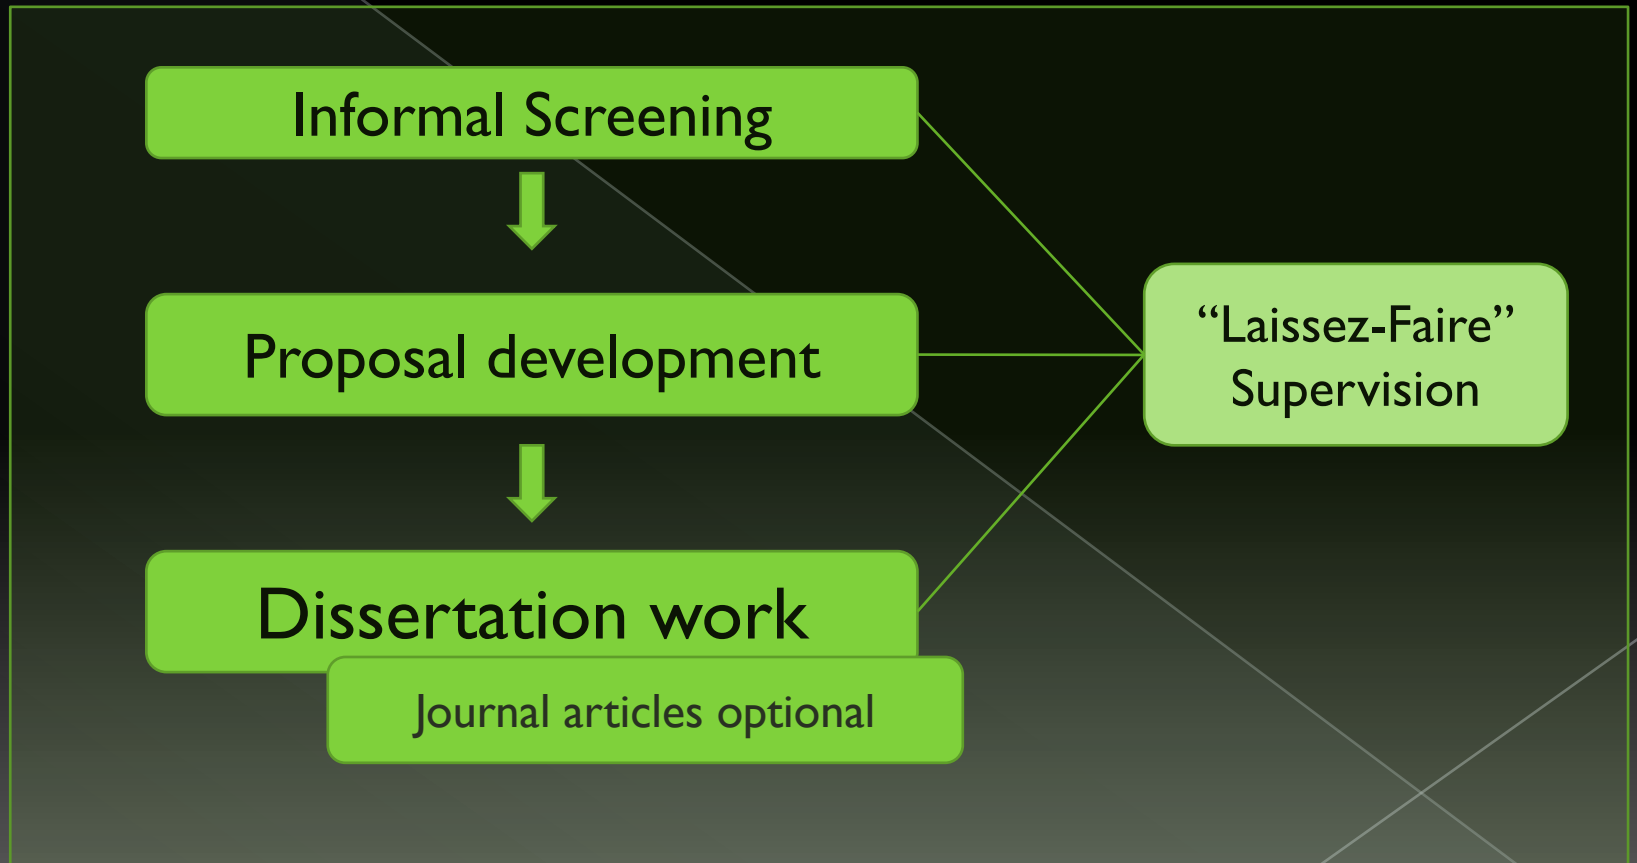 Informal Screening
Proposal development
Dissertation work
Journal articles optional
“Laissez-Faire”
Supervision